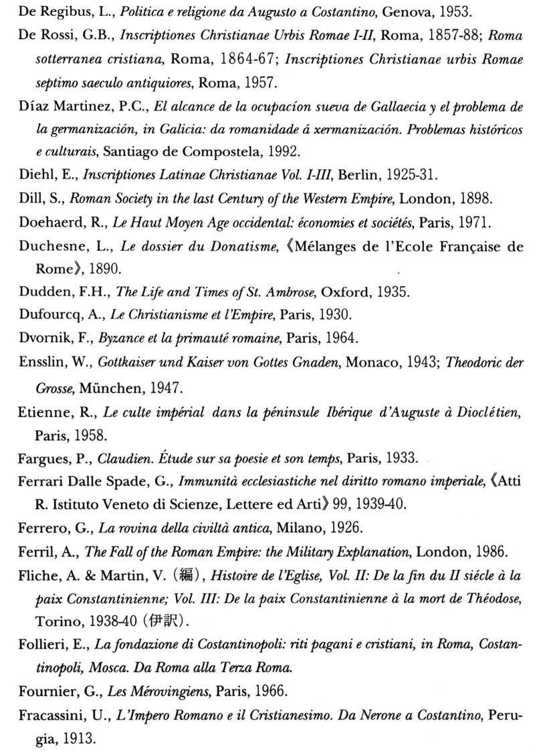 De Regibus, L., Politica e religione da Augusto a Costantino, Genova, 1953.
De Rossi, G.B., Inscriptiones Christianae Urbis Romae I-II, Roma, 1857-88; Roma
sotterranea cristiana, Roma, 1864-67; Inscriptiones Christianae urbis Romae
septimo saeculo antiquiores, Roma, 1957.
Díaz Martinez, P.C., El alcance de la ocupacíon sueva de Gallaecia y el problema de
la germanización, in Galicia: da romanidade á xermanización. Problemas históricos
e culturais, Santiago de Compostela, 1992.
Diehl, E., Inscriptiones Latinae Christianae Vol. I-III, Berlin, 1925-31.
Dill, S., Roman Society in the last Century of the Western Empire, London, 1898.
Doehaerd, R., Le Haut Moyen Age occidental: économies et sociétés, Paris, 1971.
Duchesne, L., Le dossier du Donatisme, 《Mélanges de l'Ecole Française de
Rome》, 1890.
Dudden, F.H., The Life and Times of St. Ambrose, Oxford, 1935.
Dufourcq, A., Le Christianisme et l'Empire, Paris, 1930.
Dvornik, F., Byzance et la primauté romaine, Paris, 1964.
Ensslin, W., Gottkaiser und Kaiser von Gottes Gnaden, Monaco, 1943; Theodoric der
Grosse, München, 1947.
Etienne, R., Le culte impérial dans la péninsule Ibérique d'Auguste à Dioclétien,
Paris, 1958.
Fargues, P., Claudien. Étude sur sa poesie et son temps, Paris, 1933.
Ferrari Dalle Spade, G., Immunità ecclesiastiche nel diritto romano imperiale, 《Atti
R. Istituto Veneto di Scienze, Lettere ed Arti》 99, 1939-40.
Ferrero, G., La rovina della civiltà antica, Milano, 1926.
Ferril, A., The Fall of the Roman Empire: the Military Explanation, London, 1986.
Fliche, A. & Martin, V. (編), Histoire de l'Eglise, Vol. II: De la fin du II siécle à la
paix Constantinienne; Vol. III: De la paix Constantinienne à la mort de Théodose,
Torino, 1938-40 (伊訳).
Follieri, E., La fondazione di Costantinopoli: riti pagani e cristiani, in Roma, Costan-
tinopoli, Mosca. Da Roma alla Terza Roma.
Fournier, G., Les Mérovingiens, Paris, 1966.
Fracassini, U., L'Impero Romano e il Cristianesimo. Da Nerone a Costantino, Peru-
gia, 1913.